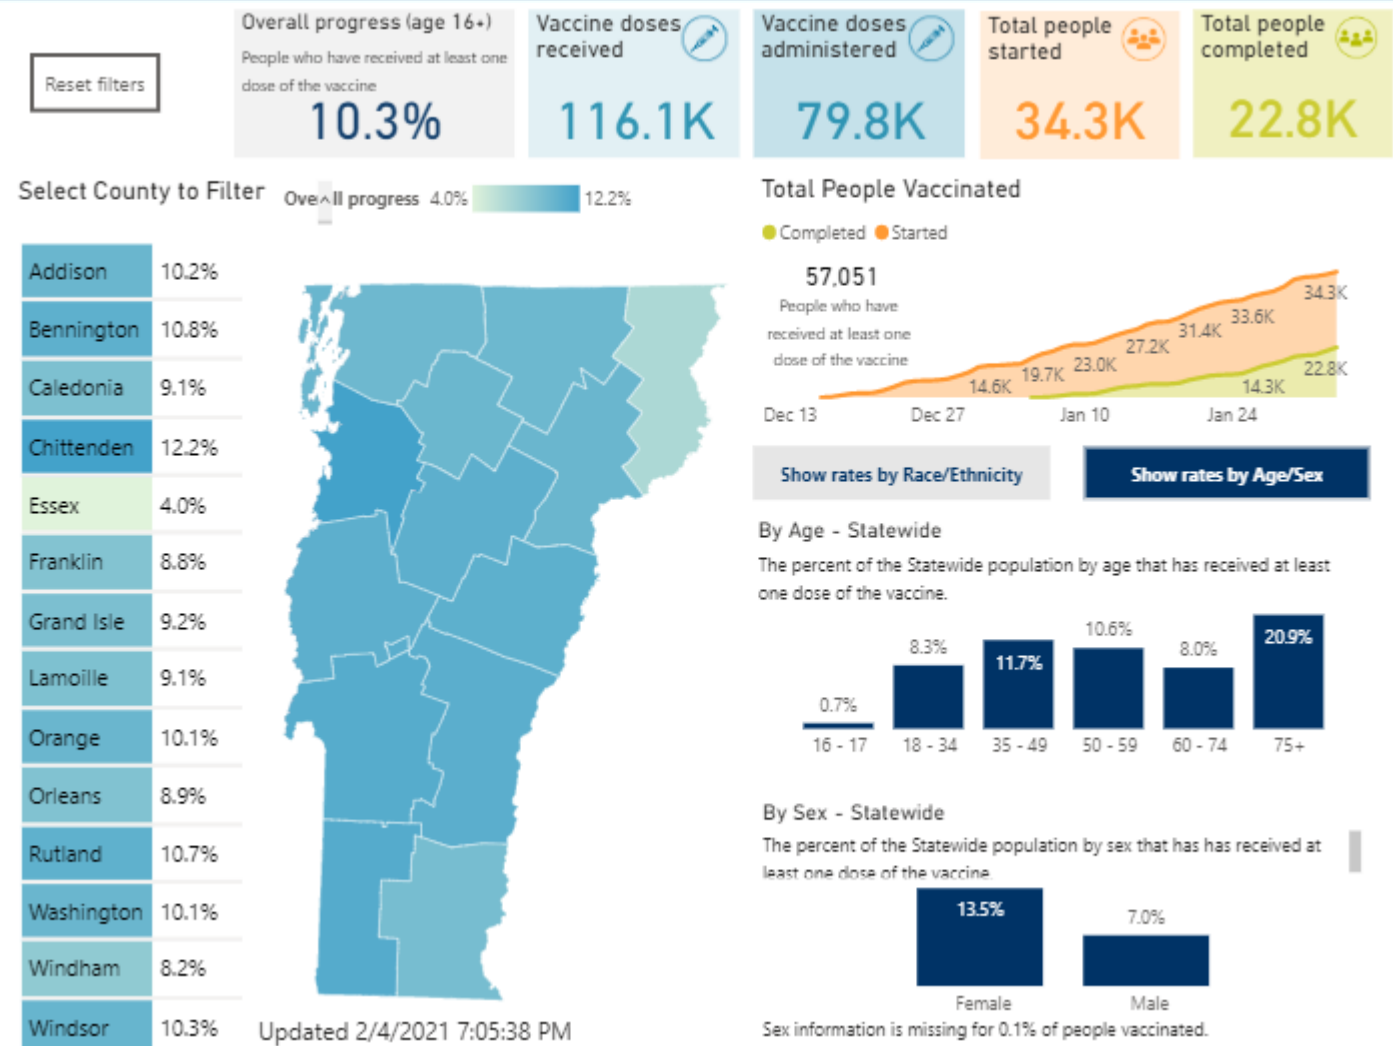 Reset filters
Overall progress (age 16+)
People who have received at least one
dose of the vaccine
10.3%
Vaccine doses
received
116.1K
Vaccine doses
administered
79.8K
Total people
started
34.3K
Total people
completed
22.8K
Select County to Filter
Overall progress 4.0% 12.2%
Addison 10.2%
Bennington 10.8%
Caledonia 9.1%
Chittenden 12.2%
Essex 4.0%
Franklin 8.8%
Grand Isle 9.2%
Lamoille 9.1%
Orange 10.1%
Orleans 8.9%
Rutland 10.7%
Washington 10.1%
Windham 8.2%
Windsor 10.3%
Updated 2/4/2021 7:05:38 PM
Total People Vaccinated
Completed Started
57,051
People who have
received at least one
dose of the vaccine
14.6K 19.7K 23.0K 27.2K 31.4K 33.6K 34.3K
14.3K 22.8K
Dec 13 Dec 27 Jan 10 Jan 24
Show rates by Race/Ethnicity
Show rates by Age/Sex
By Age - Statewide
The percent of the Statewide population by age that has received at least
one dose of the vaccine.
0.7% 8.3% 11.7% 10.6% 8.0% 20.9%
16 - 17 18 - 34 35 - 49 50 - 59 60 - 74 75+
By Sex - Statewide
The percent of the Statewide population by sex that has has received at
least one dose of the vaccine.
13.5% 7.0%
Female Male
Sex information is missing for 0.1% of people vaccinated.